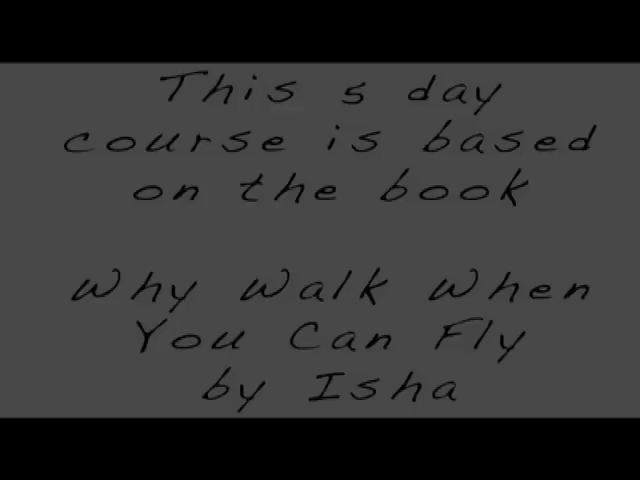 This 5 day
course is based
on the book
Why Walk When
You Can Fly
by Isha